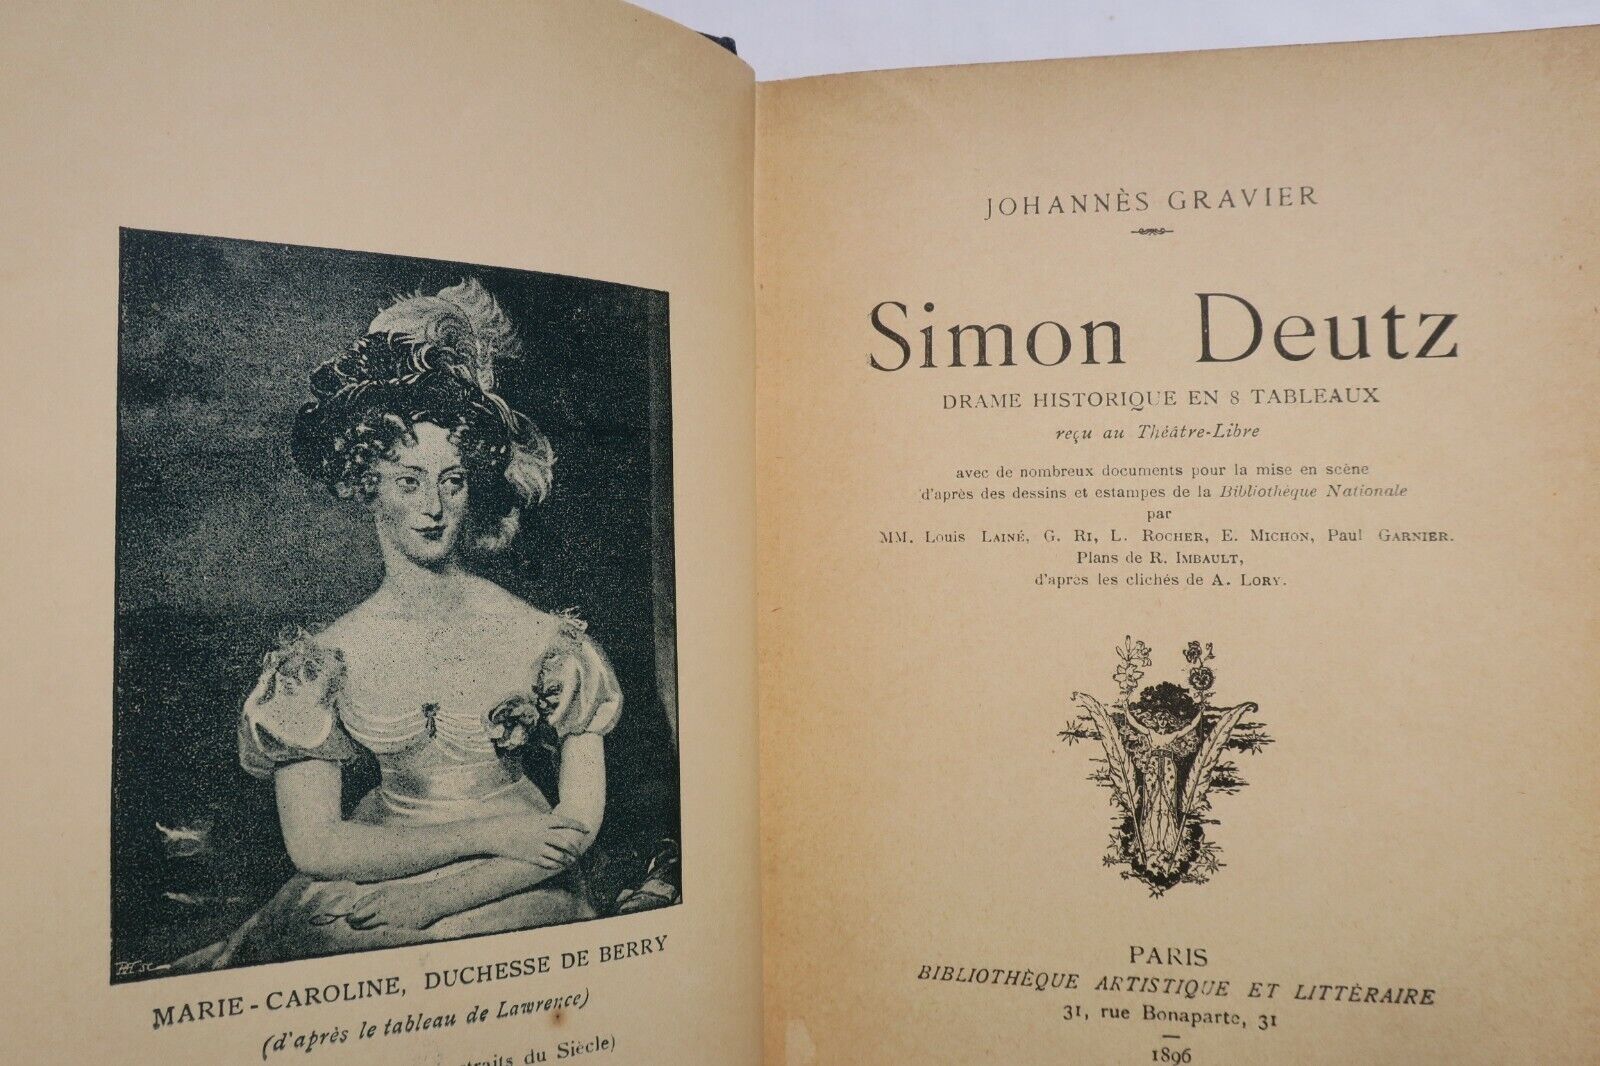 MARIE-CAROLINE, DUCHESSE DE BERRY
(d'après le tableau de Lawrence)
du Siècle)
JOHANNÈS GRAVIER
Simon Deutz
DRAME HISTORIQUE EN 8 TABLEAUX
reçu au Théâtre-Libre
avec de nombreux documents pour la mise en scène
d'après des dessins et estampes de la Bibliothèque Nationale
par
MM. Louis LAINÉ, G. RI, L. ROCHER, E. MICHON, Paul GARNIER.
Plans de R. IMBAULT,
d'après les clichés de A. LORY.
PARIS
BIBLIOTHÈQUE ARTISTIQUE ET LITTÉRAIRE
31, rue Bonaparte, 31
1896